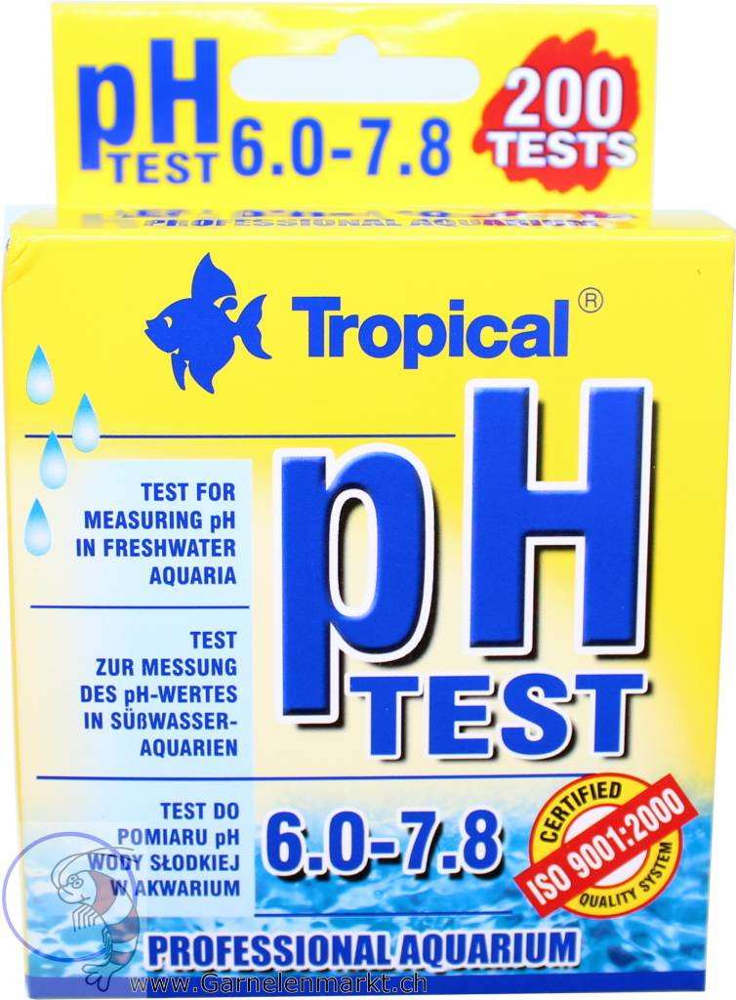 pH
TEST 6.0-7.8
200
TESTS
PROFESSIONAL AQUARIUM
Tropical®
TEST FOR
MEASURING pH
IN FRESHWATER
AQUARIA
TEST
ZUR MESSUNG
DES pH-WERTES
IN SÜßWASSER-
AQUARIEN
TEST DO
POMIARU pH
WODY SŁODKIEJ
W AKWARIUM
pH
TEST
6.0-7.8
CERTIFIED
ISO 9001:2000
QUALITY SYSTEM
PROFESSIONAL AQUARIUM
www.Garnelenmarkt.ch